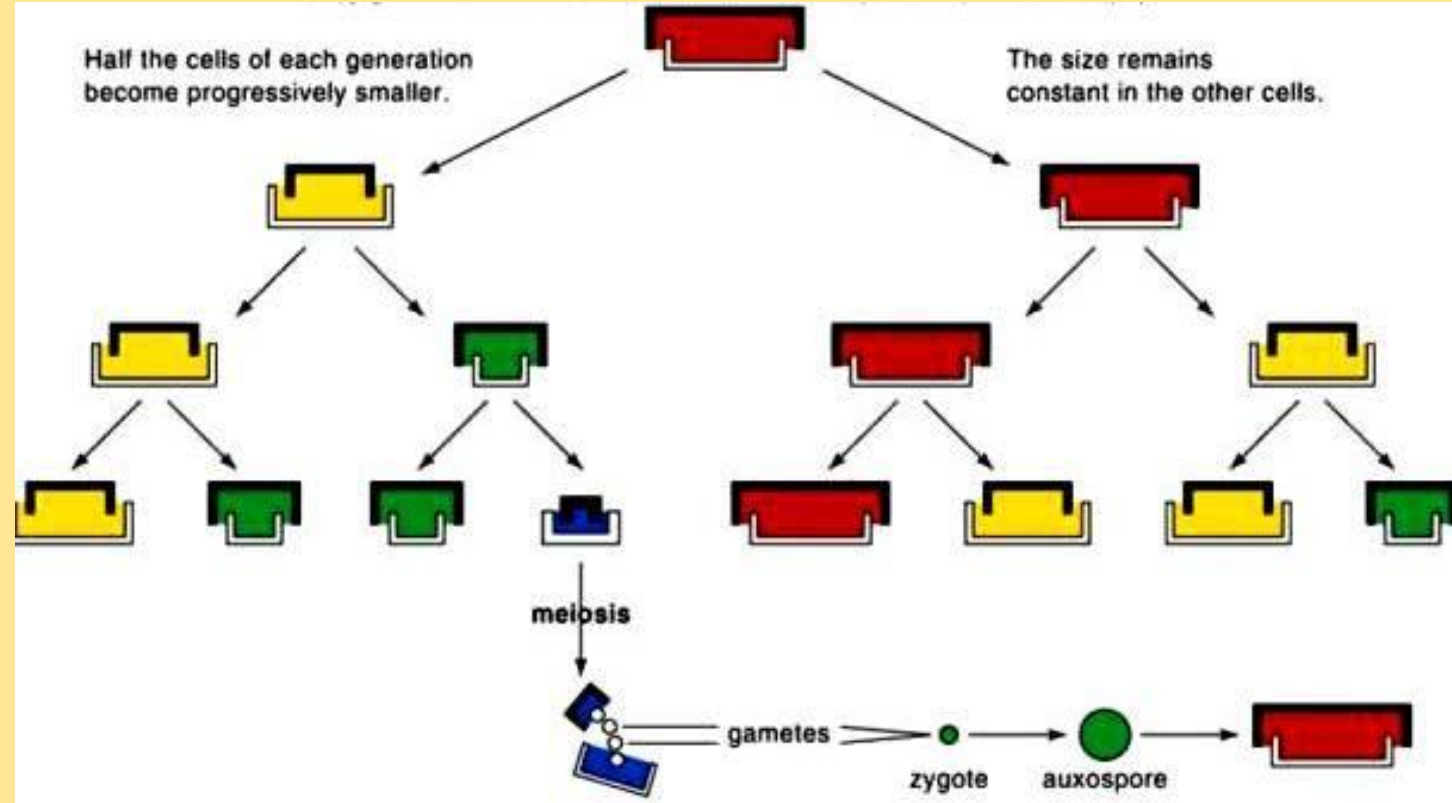 Half the cells of each generation
become progressively smaller.
The size remains
constant in the other cells.
meiosis
gametes
zygote
auxospore